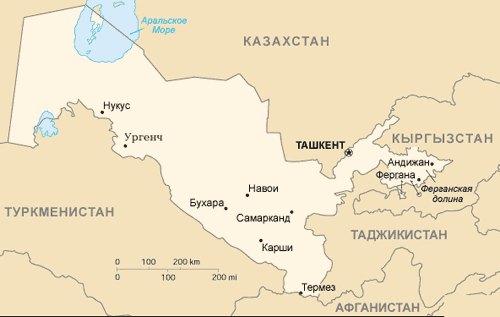 Аральское
Море
КАЗАХСТАН
Нукус
Ургенч
ТАШКЕНТ
КЫРГЫЗСТАН
Андижан
Фергана
Ферганская
долина
Навои
Бухара
Самарканд
ТУРКМЕНИСТАН
ТАДЖИКИСТАН
Карши
0 100 200 km
0 100 200 mi
Термез
АФГАНИСТАН